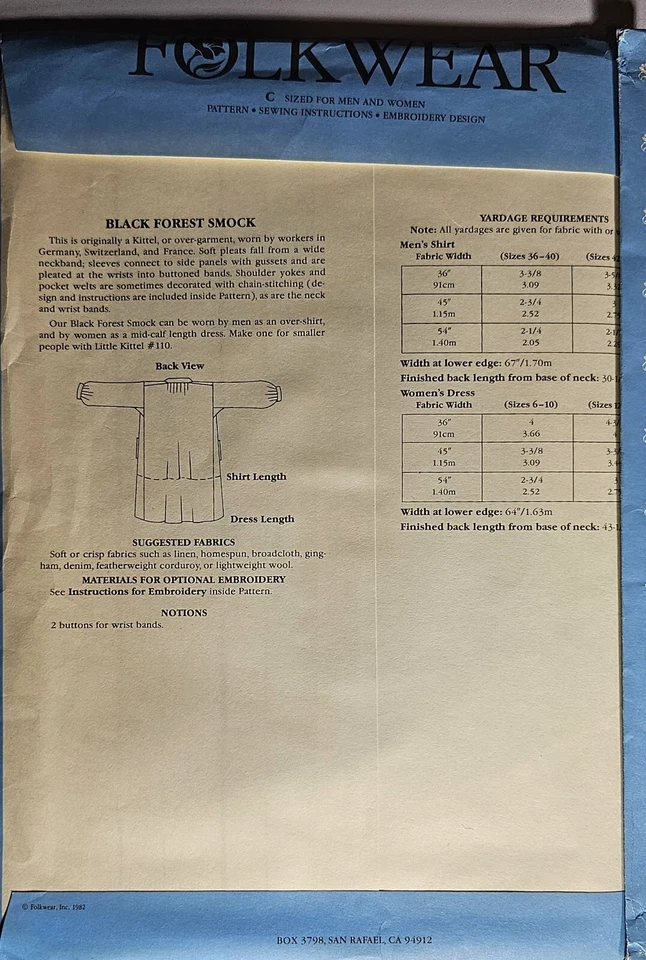 FOLKWEAR
C SIZED FOR MEN AND WOMEN
PATTERN • SEWING INSTRUCTIONS • EMBROIDERY DESIGN
BLACK FOREST SMOCK
This is originally a Kittel, or over-garment, worn by workers in
Germany, Switzerland, and France. Soft pleats fall from a wide
neckband; sleeves connect to side panels with gussets and are
pleated at the wrists into buttoned bands. Shoulder yokes and
pocket welts are sometimes decorated with chain-stitching (de-
sign and instructions are included inside Pattern), as are the neck
and wrist bands.
Our Black Forest Smock can be worn by men as an over-shirt,
and by women as a mid-calf length dress. Make one for smaller
people with Little Kittel #110.
Back View
Shirt Length
Dress Length
SUGGESTED FABRICS
Soft or crisp fabrics such as linen, homespun, broadcloth, ging-
ham, denim, featherweight corduroy, or lightweight wool.
MATERIALS FOR OPTIONAL EMBROIDERY
See Instructions for Embroidery inside Pattern.
NOTIONS
2 buttons for wrist bands.
YARDAGE REQUIREMENTS
Note: All yardages are given for fabric with or
Men's Shirt
Fabric Width (Sizes 36-40) (Sizes
36" 3-3/8
91cm 3.09
45" 2-3/4
1.15m 2.52
54" 2-1/4
1.40m 2.05
Width at lower edge: 67"/1.70m
Finished back length from base of neck: 30-
Women's Dress
Fabric Width (Sizes 6-10) (Sizes
36" 4
91cm 3.66
45" 3-3/8
1.15m 3.09
54" 2-3/4
1.40m 2.52
Width at lower edge: 64"/1.63m
Finished back length from base of neck: 43-
© Folkwear, Inc. 1982
BOX 3798, SAN RAFAEL, CA 94912